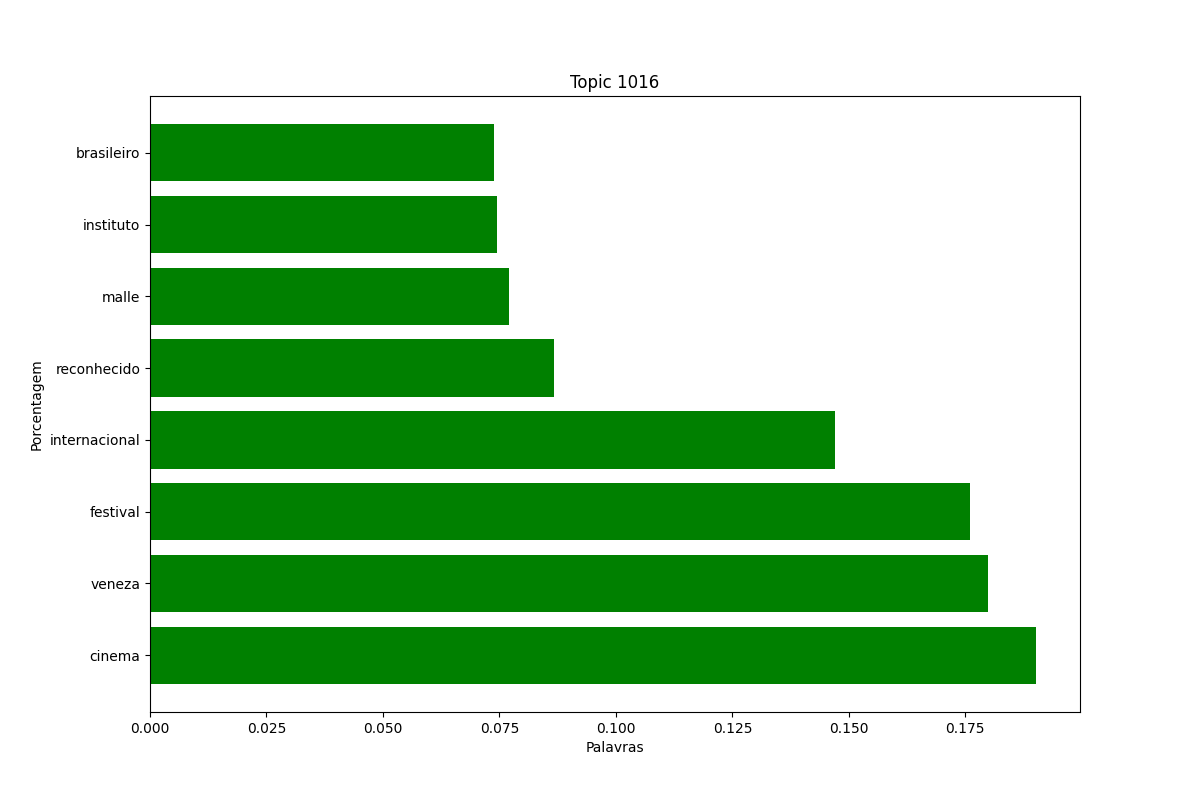 Topic 1016
brasileiro
instituto
malle
reconhecido
internacional
festival
veneza
cinema
Porcentagem
0.000 0.025 0.050 0.075 0.100 0.125 0.150 0.175
Palavras